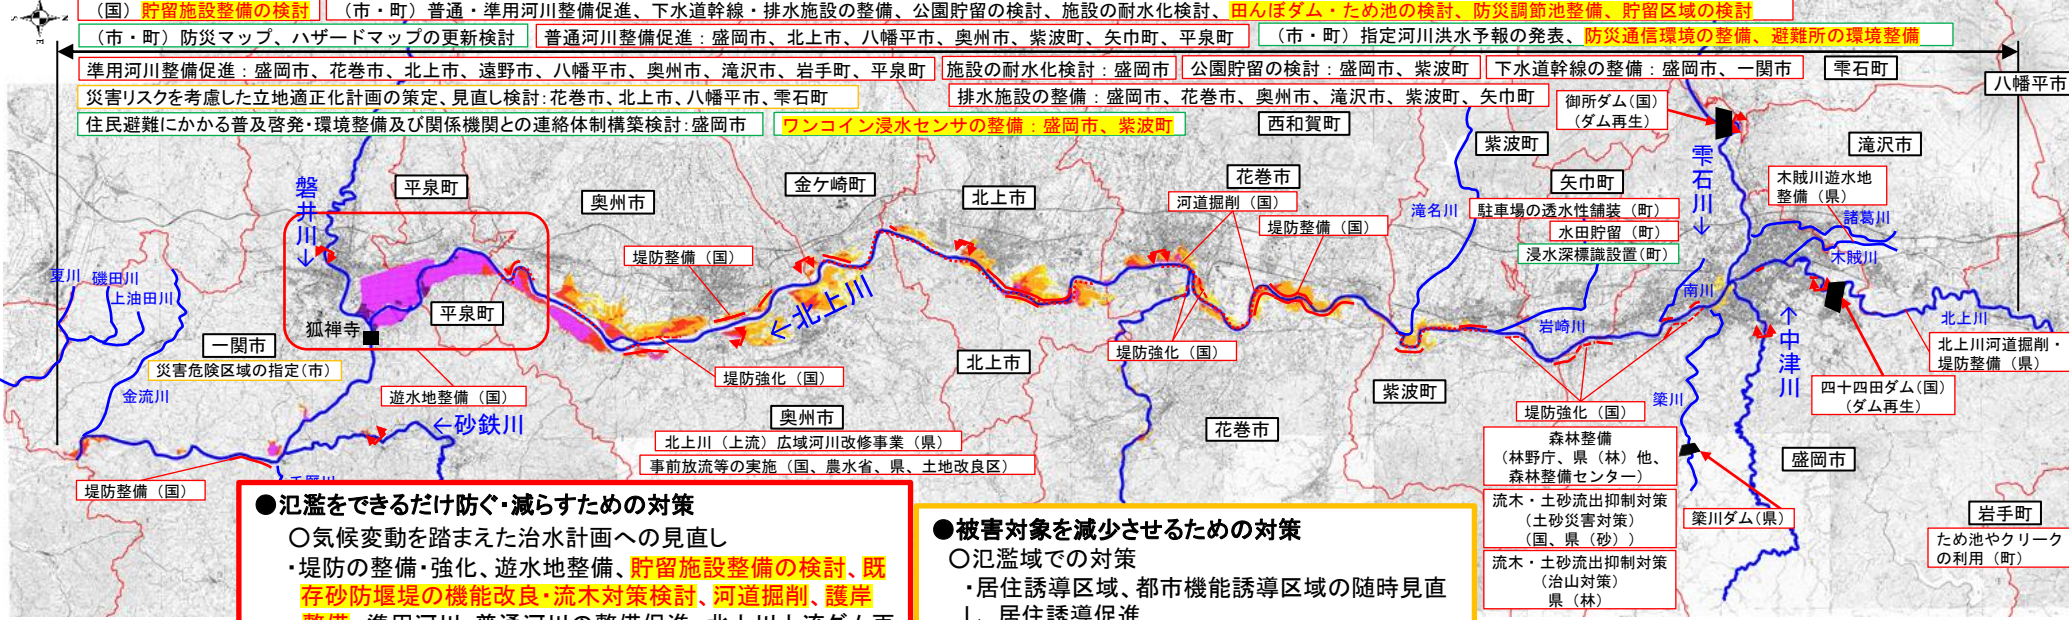 （国）貯留施設整備の検討
（市・町）普通・準用河川整備促進、下水道幹線・排水施設の整備、公園貯留の検討、施設の耐水化検討、田んぼダム・ため池の検討、防災調節池整備、貯留区域の検討
（市・町）防災マップ、ハザードマップの更新検討
普通河川整備促進：盛岡市、北上市、八幡平市、奥州市、紫波町、矢巾町、平泉町
（市・町）指定河川洪水予報の発表、防災通信環境の整備、避難所の環境整備
準用河川整備促進：盛岡市、花巻市、北上市、遠野市、八幡平市、奥州市、滝沢市、岩手町、平泉町
施設の耐水化検討：盛岡市
公園貯留の検討：盛岡市、紫波町
下水道幹線の整備：盛岡市、一関市
雫石町
八幡平市
災害リスクを考慮した立地適正化計画の策定、見直し検討：花巻市、北上市、八幡平市、雫石町
排水施設の整備：盛岡市、花巻市、奥州市、滝沢市、紫波町、矢巾町
御所ダム（国）
（ダム再生）
住民避難にかかる普及啓発・環境整備及び関係機関との連絡体制構築検討：盛岡市
ワンコイン浸水センサの整備：盛岡市、紫波町
西和賀町
紫波町
滝沢市
雫石川→
磐井川→
平泉町
奥州市
金ケ崎町
北上市
花巻市
矢巾町
木賊川遊水地
整備（県）
河道掘削（国）
堤防整備（国）
滝名川
駐車場の透水性舗装（町）
水田貯留（町）
浸水深標識設置（町）
諸葛川
木賊川
堤防整備（国）
夏川
磯田川
上油田川
平泉町
狐禅寺
←北上川
南川
岩崎川
北上川
一関市
災害危険区域の指定（市）
北上市
堤防強化（国）
←中津川
北上川河道掘削・
堤防整備（県）
金流川
遊水地整備（国）
堤防強化（国）
紫波町
堤防強化（国）
簗川
四十四田ダム（国）
（ダム再生）
←砂鉄川
奥州市
花巻市
北上川（上流）広域河川改修事業（県）
事前放流等の実施（国、農水省、県、土地改良区）
森林整備
（林野庁、県（林）他、
森林整備センター）
盛岡市
堤防整備（国）
流木・土砂流出抑制対策
（土砂災害対策）
（国、県（砂））
簗川ダム（県）
岩手町
ため池やクリーク
の利用（町）
流木・土砂流出抑制対策
（治山対策）
県（林）
●氾濫をできるだけ防ぐ・減らすための対策
○気候変動を踏まえた治水計画への見直し
・堤防の整備・強化、遊水地整備、貯留施設整備の検討、既
存砂防堰堤の機能改良・流木対策検討、河道掘削、護岸
整備、準用河川・普通河川の整備促進、北上川上流ダム再
●被害対象を減少させるための対策
○氾濫域での対策
・居住誘導区域、都市機能誘導区域の随時見直
し、居住誘導促進